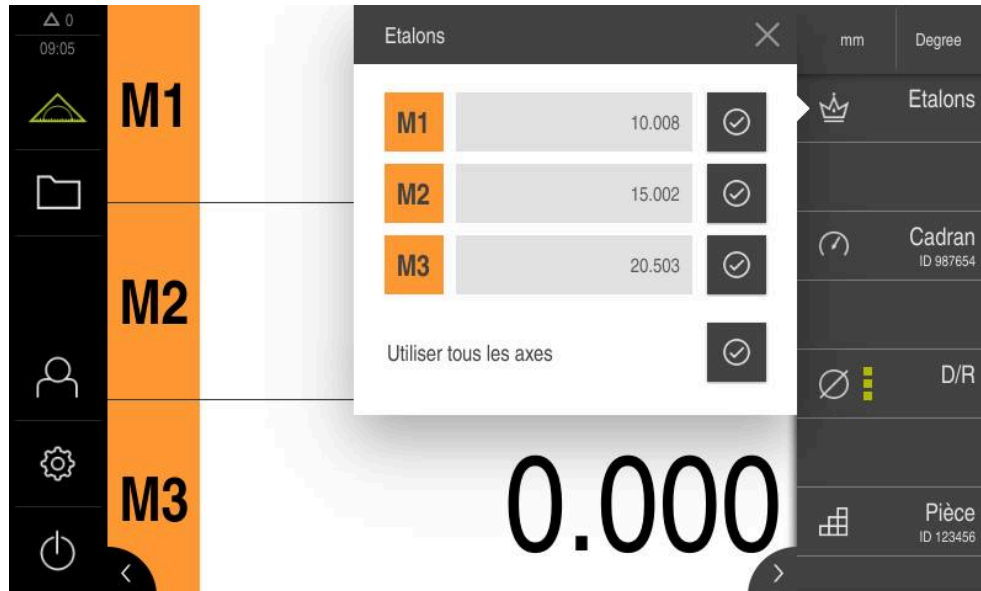 0
09:05
M1
M2
M3
0.000
Etalons
M1
10.008
M2
15.002
M3
20.503
Utiliser tous les axes
mm
Degree
Etalons
Cadran
ID 987654
D/R
Pièce
ID 123456